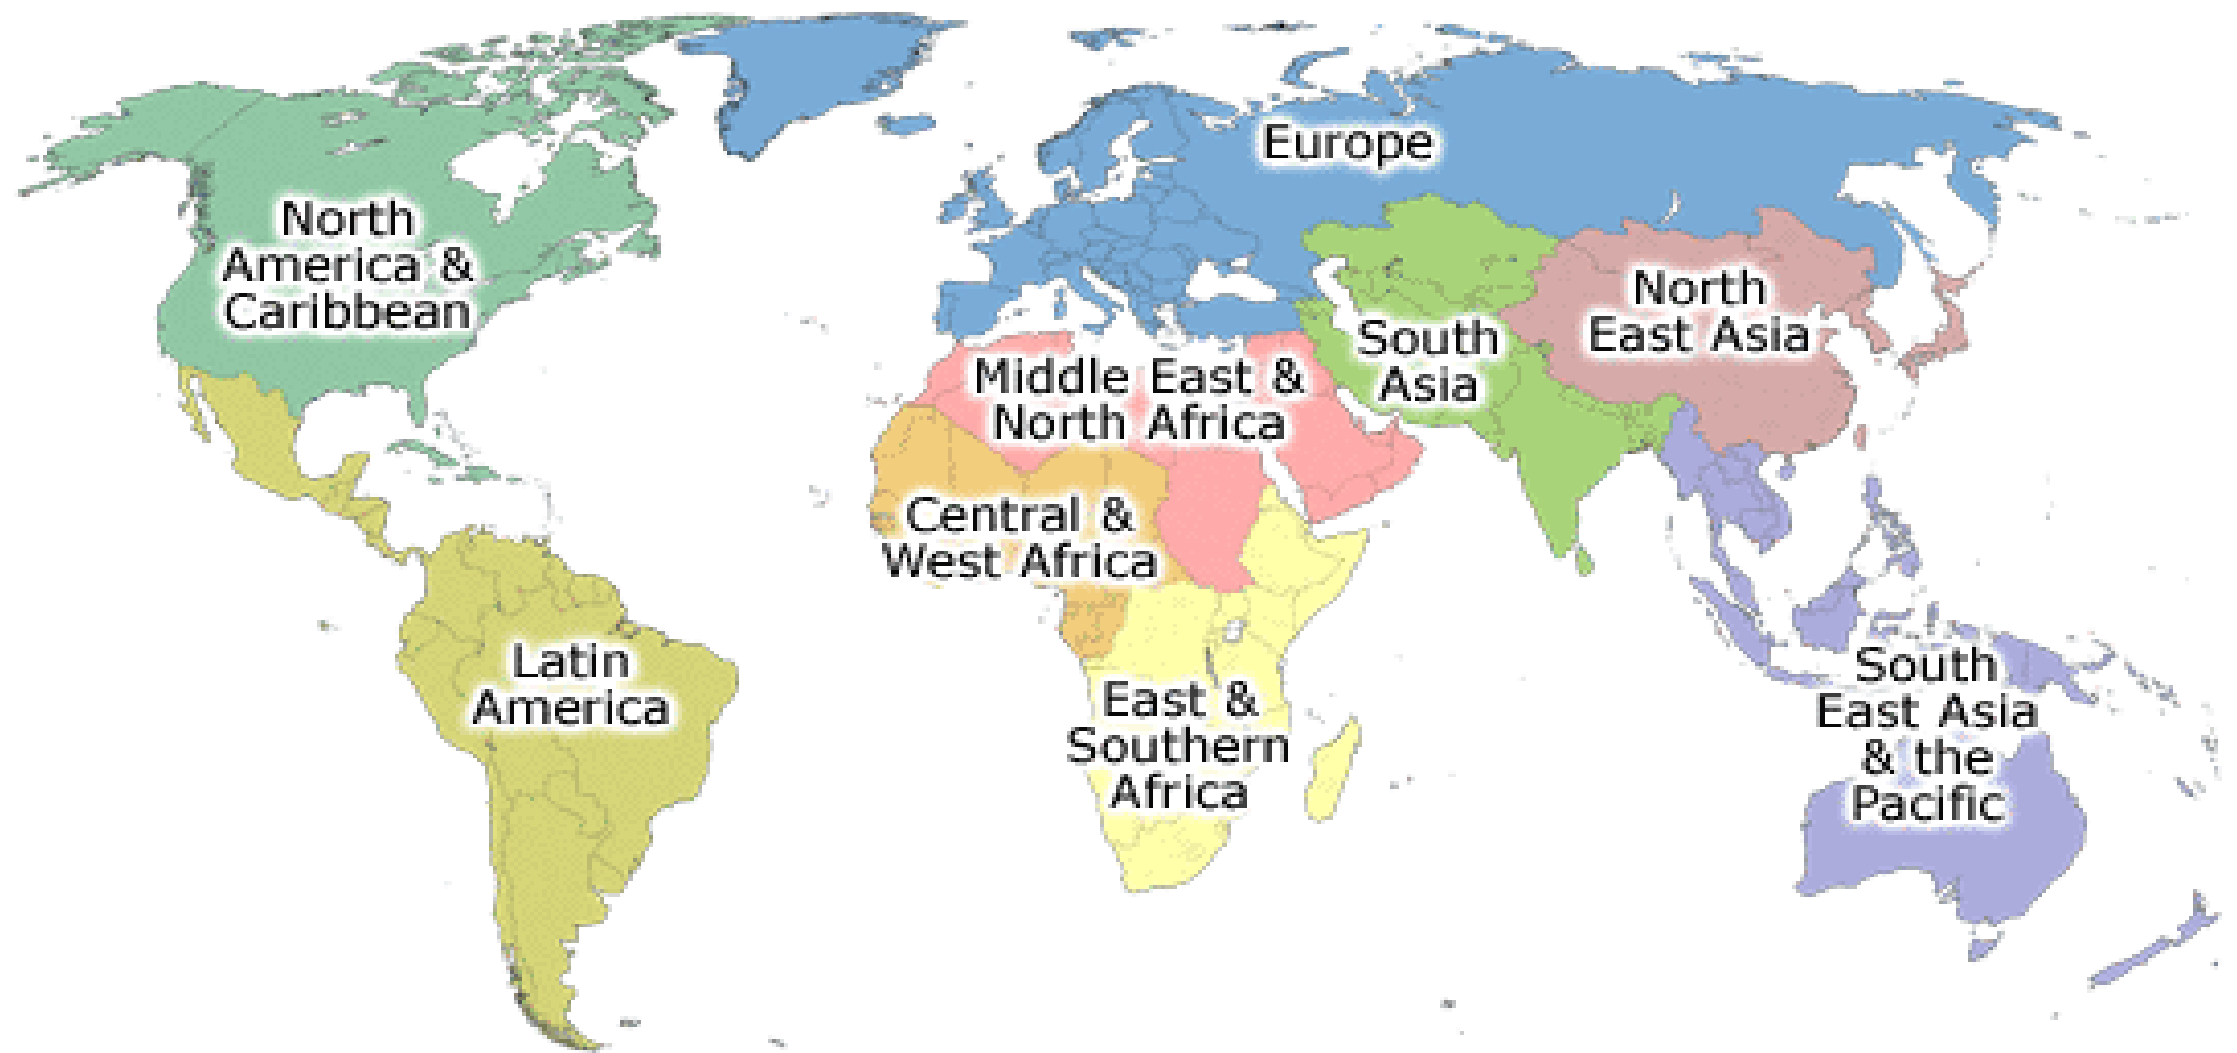 Europe
North
America &
Caribbean
North
East Asia
South
Asia
Middle East &
North Africa
Central &
West Africa
Latin
America
East &
Southern
Africa
South
East Asia
& the
Pacific